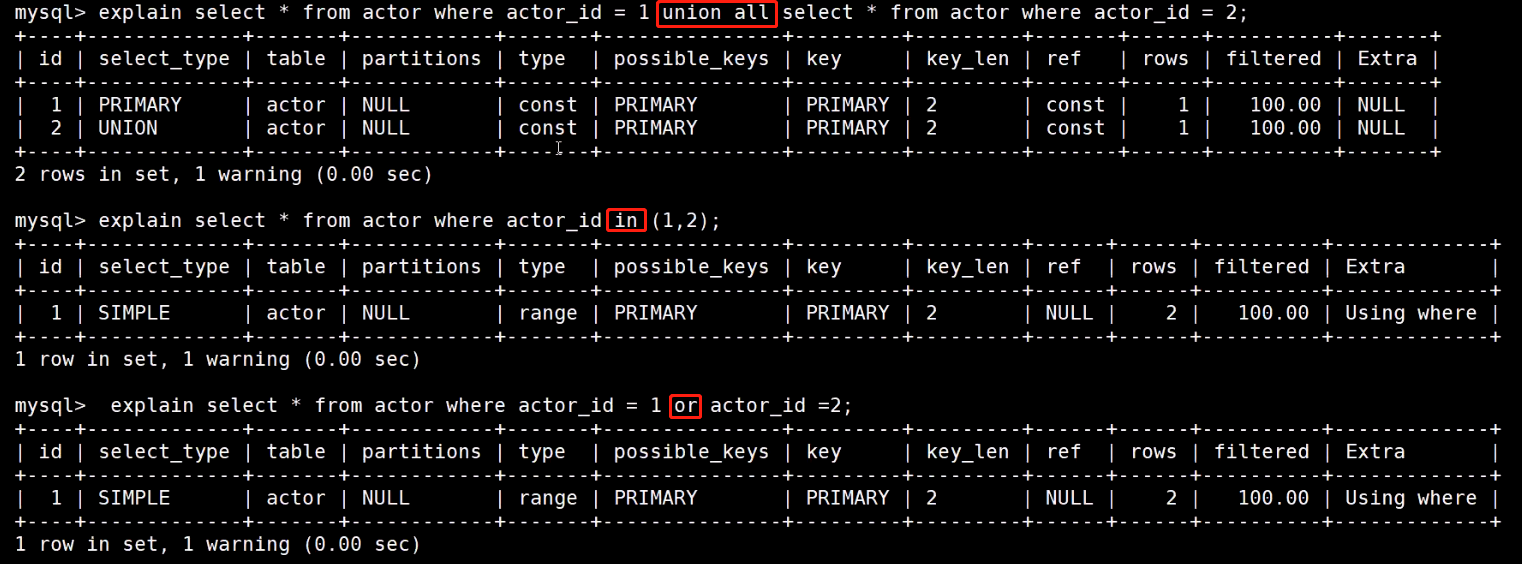 mysql> explain select * from actor where actor_id = 1 union all select * from actor where actor_id = 2;
+----+-------------+-------+------------+-------+---------------+---------+---------+-------+------+----------+-------+
| id | select_type | table | partitions | type  | possible_keys | key     | key_len | ref   | rows | filtered | Extra |
+----+-------------+-------+------------+-------+---------------+---------+---------+-------+------+----------+-------+
|  1 | PRIMARY     | actor | NULL       | const | PRIMARY       | PRIMARY | 2       | const |    1 |   100.00 | NULL  |
|  2 | UNION       | actor | NULL       | const | PRIMARY       | PRIMARY | 2       | const |    1 |   100.00 | NULL  |
+----+-------------+-------+------------+-------+---------------+---------+---------+-------+------+----------+-------+
2 rows in set, 1 warning (0.00 sec)
mysql> explain select * from actor where actor_id in (1,2);
+----+-------------+-------+------------+-------+---------------+---------+---------+------+------+----------+-------------+
| id | select_type | table | partitions | type  | possible_keys | key     | key_len | ref  | rows | filtered | Extra       |
+----+-------------+-------+------------+-------+---------------+---------+---------+------+------+----------+-------------+
|  1 | SIMPLE      | actor | NULL       | range | PRIMARY       | PRIMARY | 2       | NULL |    2 |   100.00 | Using where |
+----+-------------+-------+------------+-------+---------------+---------+---------+------+------+----------+-------------+
1 row in set, 1 warning (0.00 sec)
mysql>  explain select * from actor where actor_id = 1 or actor_id =2;
+----+-------------+-------+------------+-------+---------------+---------+---------+------+------+----------+-------------+
| id | select_type | table | partitions | type  | possible_keys | key     | key_len | ref  | rows | filtered | Extra       |
+----+-------------+-------+------------+-------+---------------+---------+---------+------+------+----------+-------------+
|  1 | SIMPLE      | actor | NULL       | range | PRIMARY       | PRIMARY | 2       | NULL |    2 |   100.00 | Using where |
+----+-------------+-------+------------+-------+---------------+---------+---------+------+------+----------+-------------+
1 row in set, 1 warning (0.00 sec)